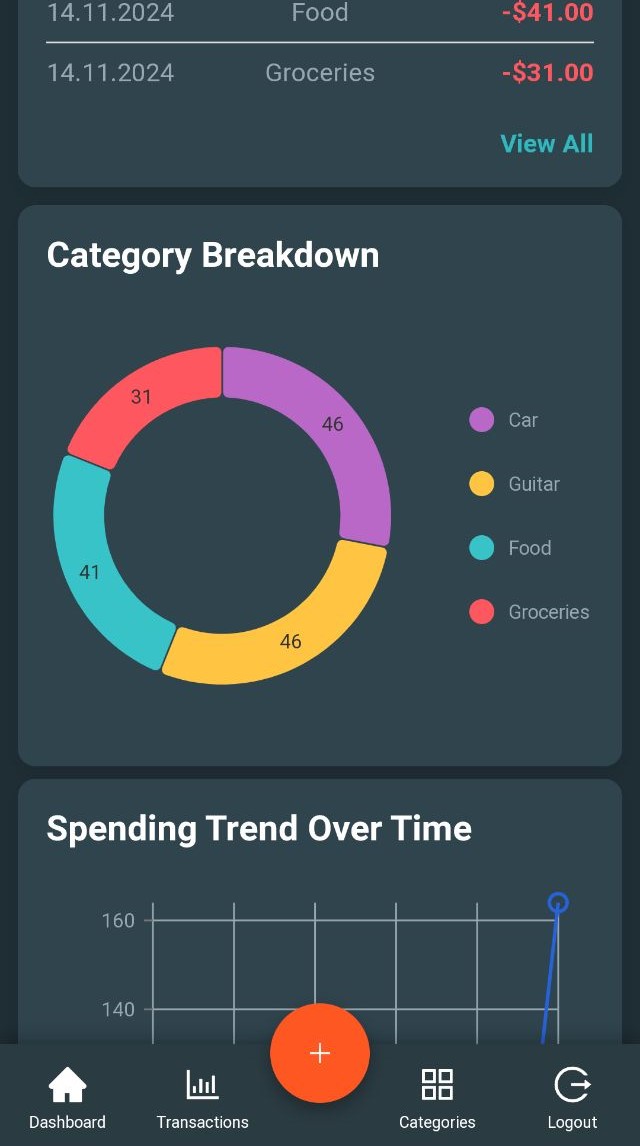 14.11.2024 Food -$41.00
14.11.2024 Groceries -$31.00
View All
Category Breakdown
31
46
41
46
Car
Guitar
Food
Groceries
Spending Trend Over Time
160
140
+
Dashboard Transactions Categories Logout